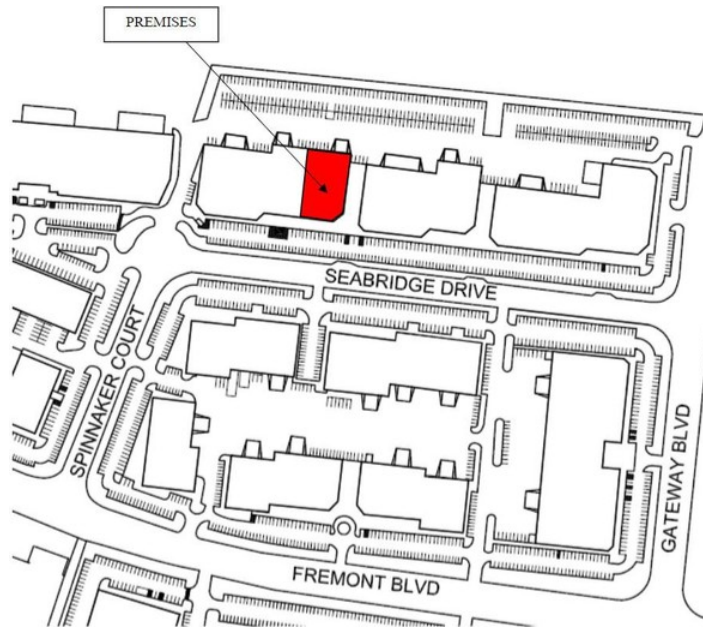 PREMISES
SEABRIDGE DRIVE
SPINNAKER COURT
GATEWAY BLVD
FREMONT BLVD